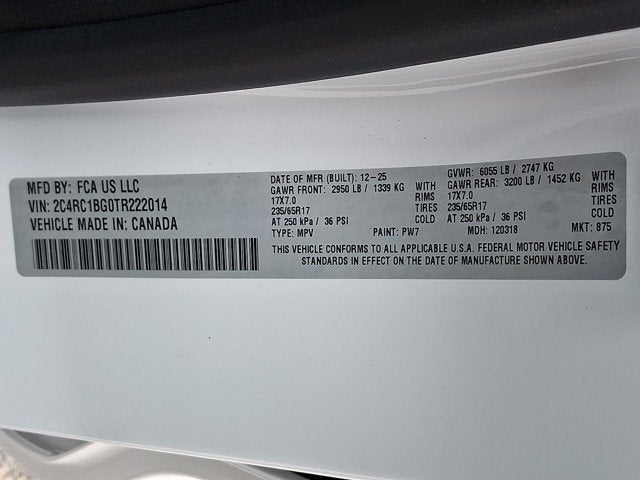 MFD BY: FCA US LLC
VIN: 2C4RC1BG0TR222014
VEHICLE MADE IN: CANADA
DATE OF MFR (BUILT): 12-25
GAWR FRONT: 2950 LB / 1339 KG WITH
17X7.0 RIMS
235/65R17 TIRES
AT 250 kPa / 36 PSI COLD
TYPE: MPV PAINT: PW7
GVWR: 6055 LB / 2747 KG
GAWR REAR: 3200 LB / 1452 KG WITH
17X7.0 RIMS
235/65R17 TIRES
AT 250 kPa / 36 PSI COLD
MDH: 120318 MKT: 875
THIS VEHICLE CONFORMS TO ALL APPLICABLE U.S.A. FEDERAL MOTOR VEHICLE SAFETY
STANDARDS IN EFFECT ON THE DATE OF MANUFACTURE SHOWN ABOVE.